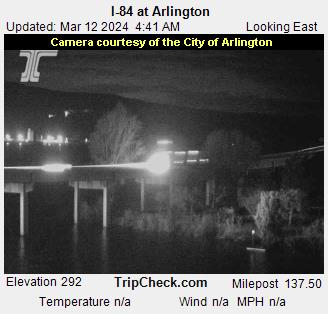 I-84 at Arlington
Updated: Mar 12 2024 4:41 AM Looking East
Camera courtesy of the City of Arlington
Elevation 292 TripCheck.com Milepost 137.50
Temperature n/a Wind n/a MPH n/a